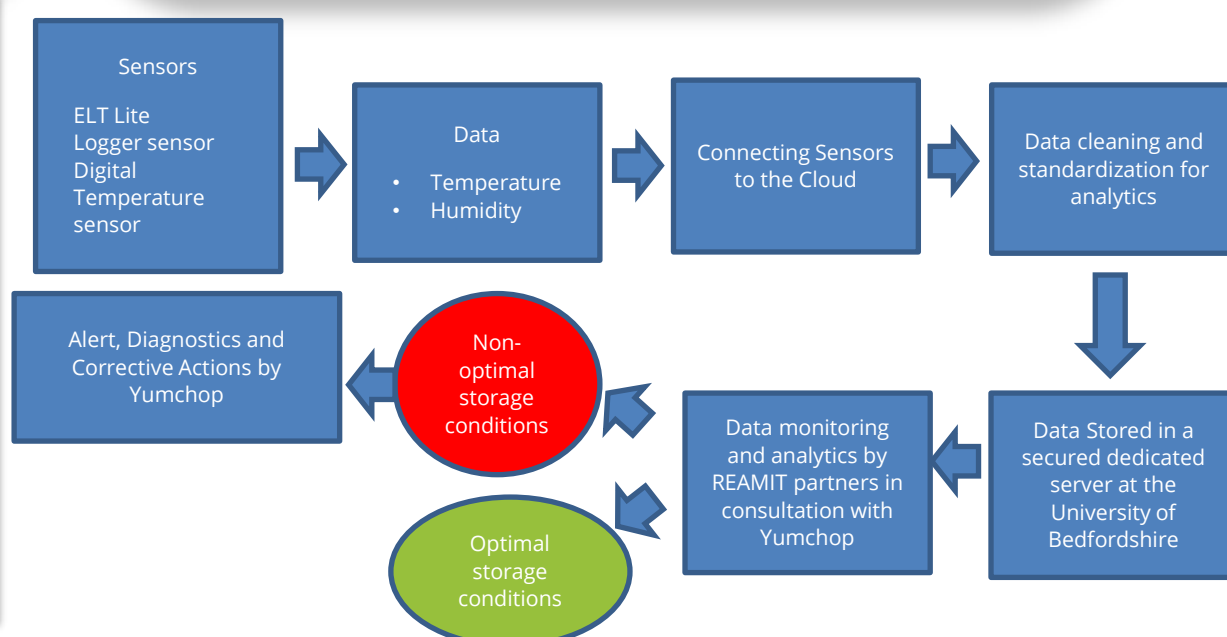 Sensors
ELT Lite
Logger sensor
Digital
Temperature
sensor
Data
• Temperature
• Humidity
Connecting Sensors
to the Cloud
Data cleaning and
standardization for
analytics
Data Stored in a
secured dedicated
server at the
University of
Bedfordshire
Data monitoring
and analytics by
REAMIT partners in
consultation with
Yumchop
Non-
optimal
storage
conditions
Optimal
storage
conditions
Alert, Diagnostics and
Corrective Actions by
Yumchop